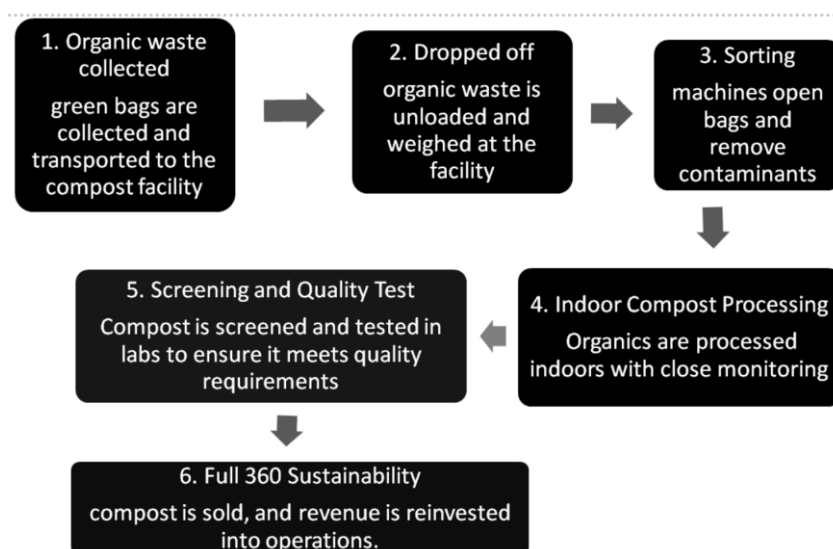 1. Organic waste
collected
green bags are
collected and
transported to the
compost facility
2. Dropped off
organic waste is
unloaded and
weighed at the
facility
3. Sorting
machines open
bags and
remove
contaminants
4. Indoor Compost Processing
Organics are processed
indoors with close monitoring
5. Screening and Quality Test
Compost is screened and tested in
labs to ensure it meets quality
requirements
6. Full 360 Sustainability
compost is sold, and revenue is reinvested
into operations.